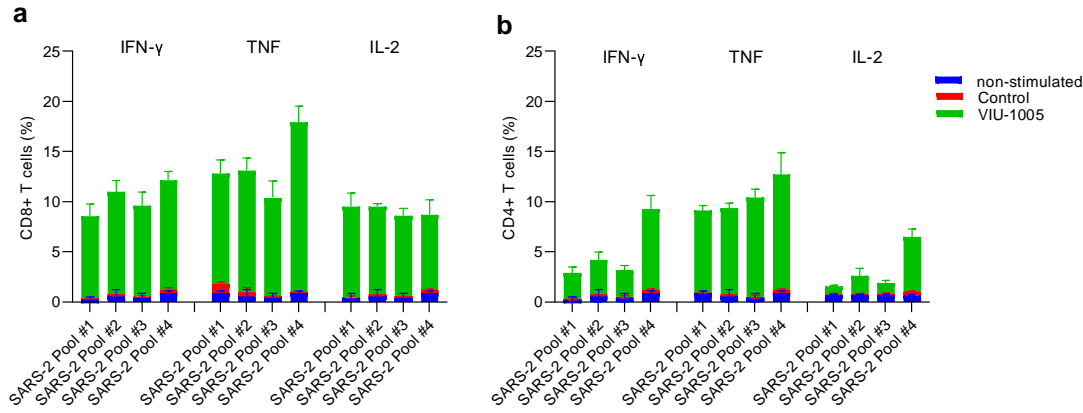 a
IFN-γ
TNF
IL-2
CD8+ T cells (%)
25
20
15
10
5
0
SARS-2 Pool #1
SARS-2 Pool #2
SARS-2 Pool #3
SARS-2 Pool #4
SARS-2 Pool #1
SARS-2 Pool #2
SARS-2 Pool #3
SARS-2 Pool #4
SARS-2 Pool #1
SARS-2 Pool #2
SARS-2 Pool #3
SARS-2 Pool #4
b
IFN-γ
TNF
IL-2
CD4+ T cells (%)
25
20
15
10
5
0
SARS-2 Pool #1
SARS-2 Pool #2
SARS-2 Pool #3
SARS-2 Pool #4
SARS-2 Pool #1
SARS-2 Pool #2
SARS-2 Pool #3
SARS-2 Pool #4
SARS-2 Pool #1
SARS-2 Pool #2
SARS-2 Pool #3
SARS-2 Pool #4
non-stimulated
Control
VIU-1005